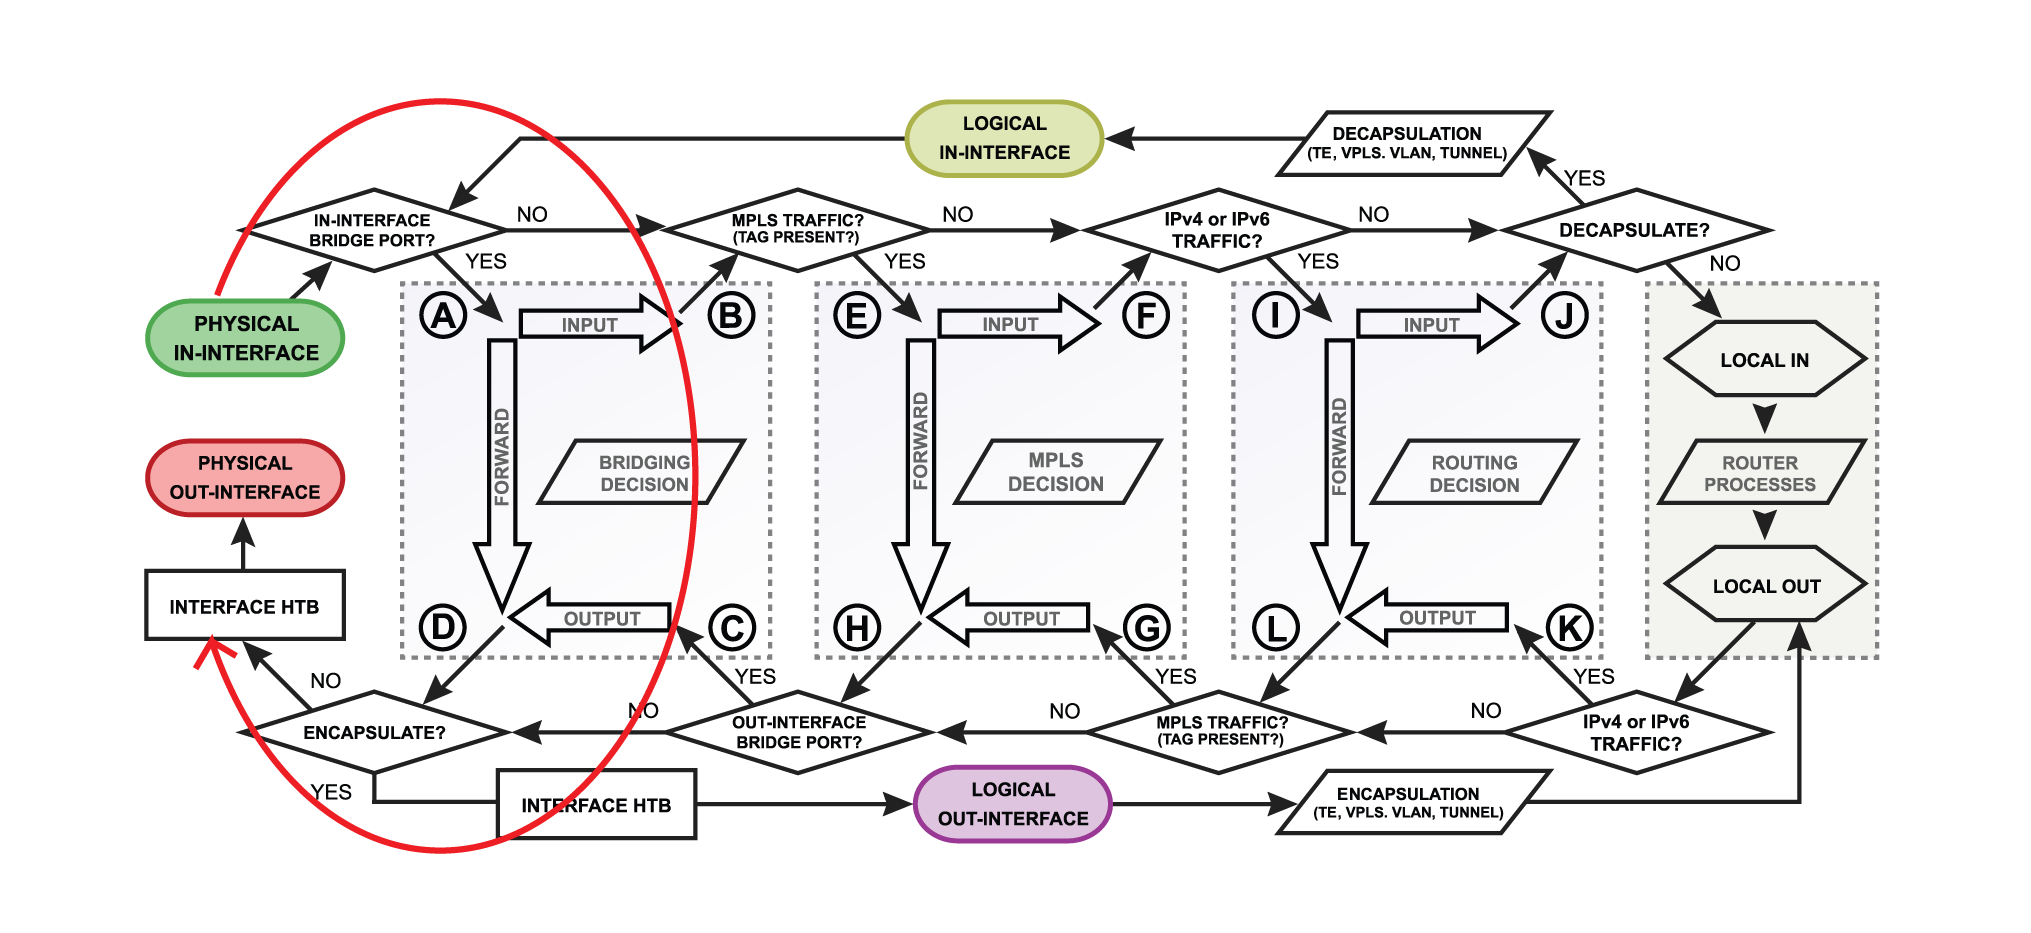 LOGICAL
IN-INTERFACE
DECAPSULATION
(TE, VPLS. VLAN, TUNNEL)
YES
IN-INTERFACE
BRIDGE PORT?
NO
MPLS TRAFFIC?
(TAG PRESENT?)
NO
IPv4 or IPv6
TRAFFIC?
NO
DECAPSULATE?
YES
YES
YES
NO
PHYSICAL
IN-INTERFACE
A
INPUT
B
E
INPUT
F
I
INPUT
J
LOCAL IN
FORWARD
BRIDGING
DECISION
FORWARD
MPLS
DECISION
FORWARD
ROUTING
DECISION
ROUTER
PROCESSES
PHYSICAL
OUT-INTERFACE
INTERFACE HTB
D
OUTPUT
C
H
OUTPUT
G
L
OUTPUT
K
LOCAL OUT
NO
YES
YES
YES
ENCAPSULATE?
NO
OUT-INTERFACE
BRIDGE PORT?
NO
MPLS TRAFFIC?
(TAG PRESENT?)
NO
IPv4 or IPv6
TRAFFIC?
YES
INTERFACE HTB
LOGICAL
OUT-INTERFACE
ENCAPSULATION
(TE, VPLS. VLAN, TUNNEL)